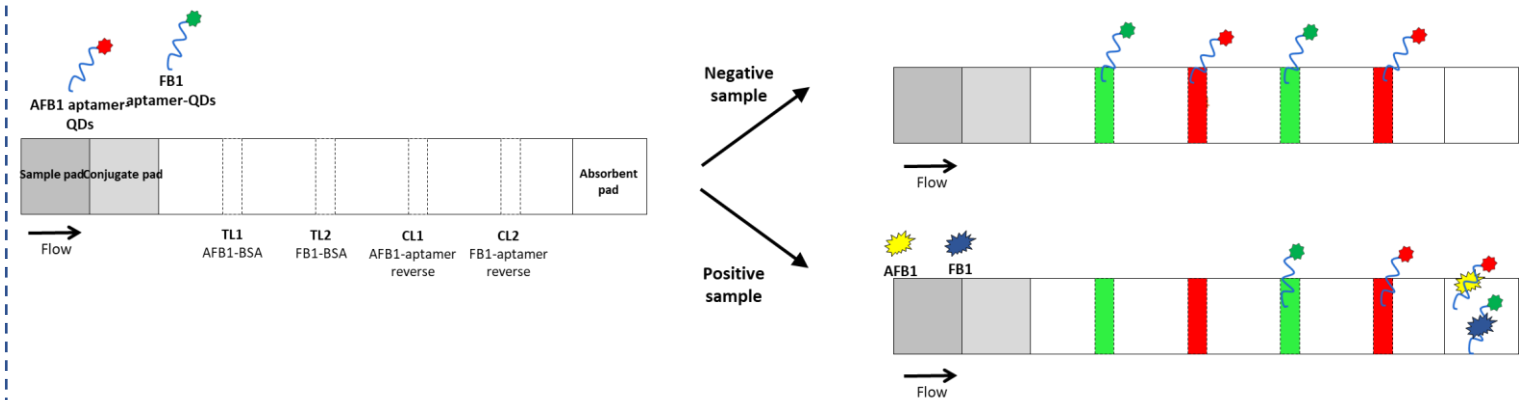 AFB1 aptamer-
QDs
FB1
aptamer-QDs
Sample pad
Conjugate pad
Absorbent
pad
Flow
TL1
AFB1-BSA
TL2
FB1-BSA
CL1
AFB1-aptamer
reverse
CL2
FB1-aptamer
reverse
Negative
sample
Positive
sample
Flow
AFB1
FB1
Flow